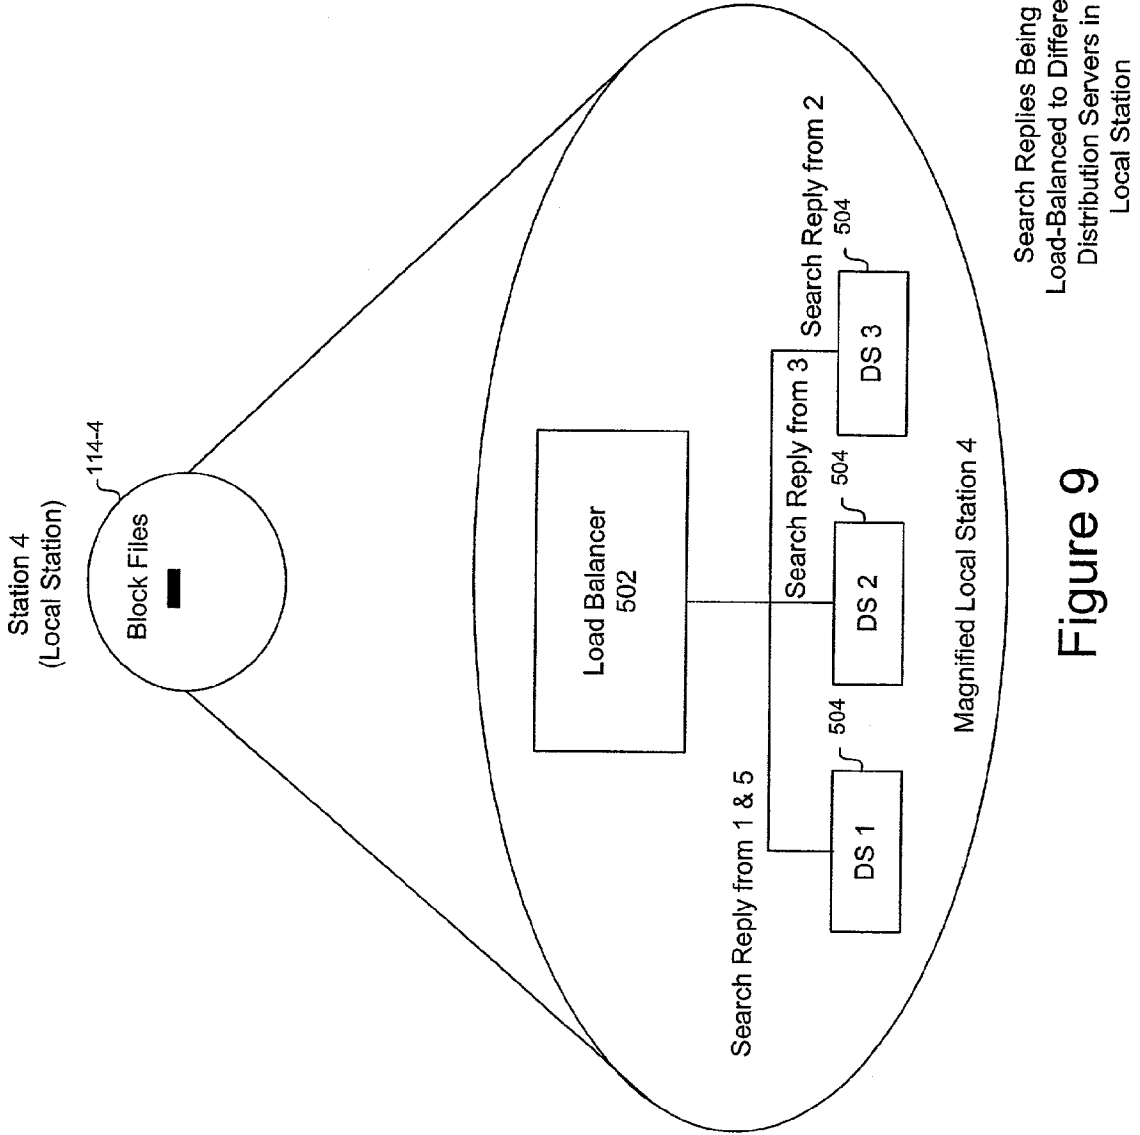 Station 4
(Local Station)
114-4
Block Files
Load Balancer
502
Search Reply from 1 & 5
Search Reply from 3
Search Reply from 2
504
504
504
DS 1
DS 2
DS 3
Magnified Local Station 4
Search Replies Being
Load-Balanced to Differe
Distribution Servers in
Local Station
Figure 9